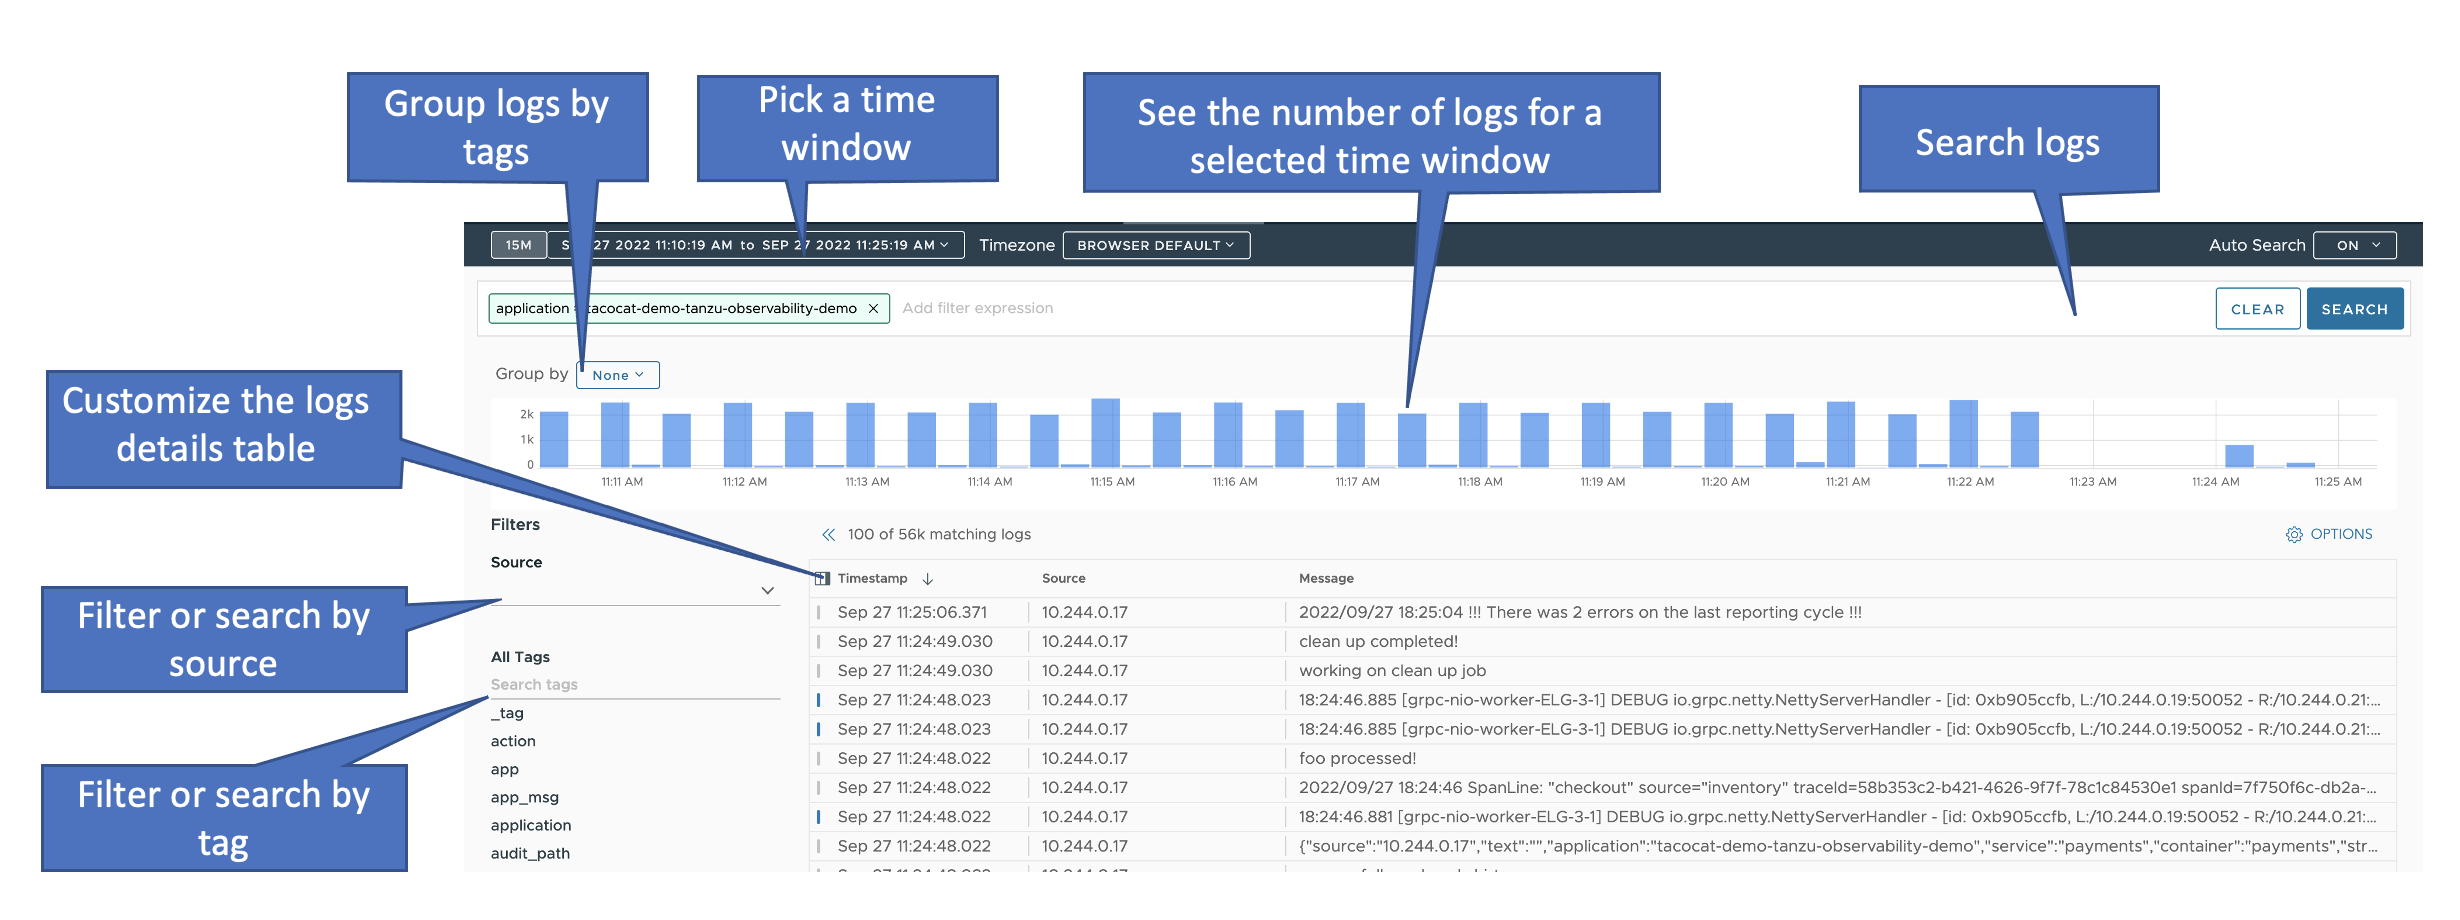 Group logs by
tags
Pick a time
window
See the number of logs for a
selected time window
Search logs
15M
27 2022 11:10:19 AM to SEP 27 2022 11:25:19 AM
Timezone
BROWSER DEFAULT
Auto Search
ON
application
tacocat-demo-tanzu-observability-demo
Add filter expression
CLEAR
SEARCH
Group by
None
Customize the logs
details table
2k
1k
0
11:11 AM
11:12 AM
11:13 AM
11:14 AM
11:15 AM
11:16 AM
11:17 AM
11:18 AM
11:19 AM
11:20 AM
11:21 AM
11:22 AM
11:23 AM
11:24 AM
11:25 AM
Filters
Source
Filter or search by
source
All Tags
Search tags
_tag
action
app
app_msg
application
audit_path
Filter or search by
tag
100 of 56k matching logs
OPTIONS
Timestamp Source Message
Sep 27 11:25:06.371 10.244.0.17 2022/09/27 18:25:04 !!! There was 2 errors on the last reporting cycle !!!
Sep 27 11:24:49.030 10.244.0.17 clean up completed!
Sep 27 11:24:49.030 10.244.0.17 working on clean up job
Sep 27 11:24:48.023 10.244.0.17 18:24:46.885 [grpc-nio-worker-ELG-3-1] DEBUG io.grpc.netty.NettyServerHandler - [id: 0xb905ccfb, L:/10.244.0.19:50052 - R:/10.244.0.21:...
Sep 27 11:24:48.023 10.244.0.17 18:24:46.885 [grpc-nio-worker-ELG-3-1] DEBUG io.grpc.netty.NettyServerHandler - [id: 0xb905ccfb, L:/10.244.0.19:50052 - R:/10.244.0.21:...
Sep 27 11:24:48.022 10.244.0.17 foo processed!
Sep 27 11:24:48.022 10.244.0.17 2022/09/27 18:24:46 SpanLine: "checkout" source="inventory" traceId=58b353c2-b421-4626-9f7f-78c1c84530e1 spanId=7f750f6c-db2a-...
Sep 27 11:24:48.022 10.244.0.17 18:24:46.881 [grpc-nio-worker-ELG-3-1] DEBUG io.grpc.netty.NettyServerHandler - [id: 0xb905ccfb, L:/10.244.0.19:50052 - R:/10.244.0.21:...
Sep 27 11:24:48.022 10.244.0.17 {"source":"10.244.0.17","text":"","application":"tacocat-demo-tanzu-observability-demo","service":"payments","container":"payments","str...